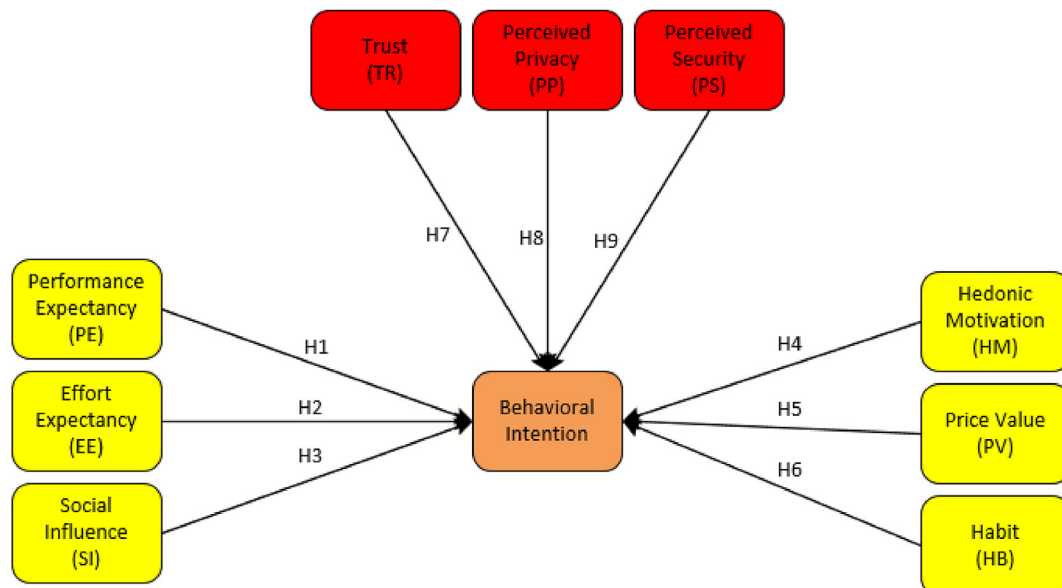 Trust
(TR)
Perceived
Privacy
(PP)
Perceived
Security
(PS)
H7
H8
H9
Performance
Expectancy
(PE)
Effort
Expectancy
(EE)
Social
Influence
(SI)
H1
H2
H3
Behavioral
Intention
H4
H5
H6
Hedonic
Motivation
(HM)
Price Value
(PV)
Habit
(HB)